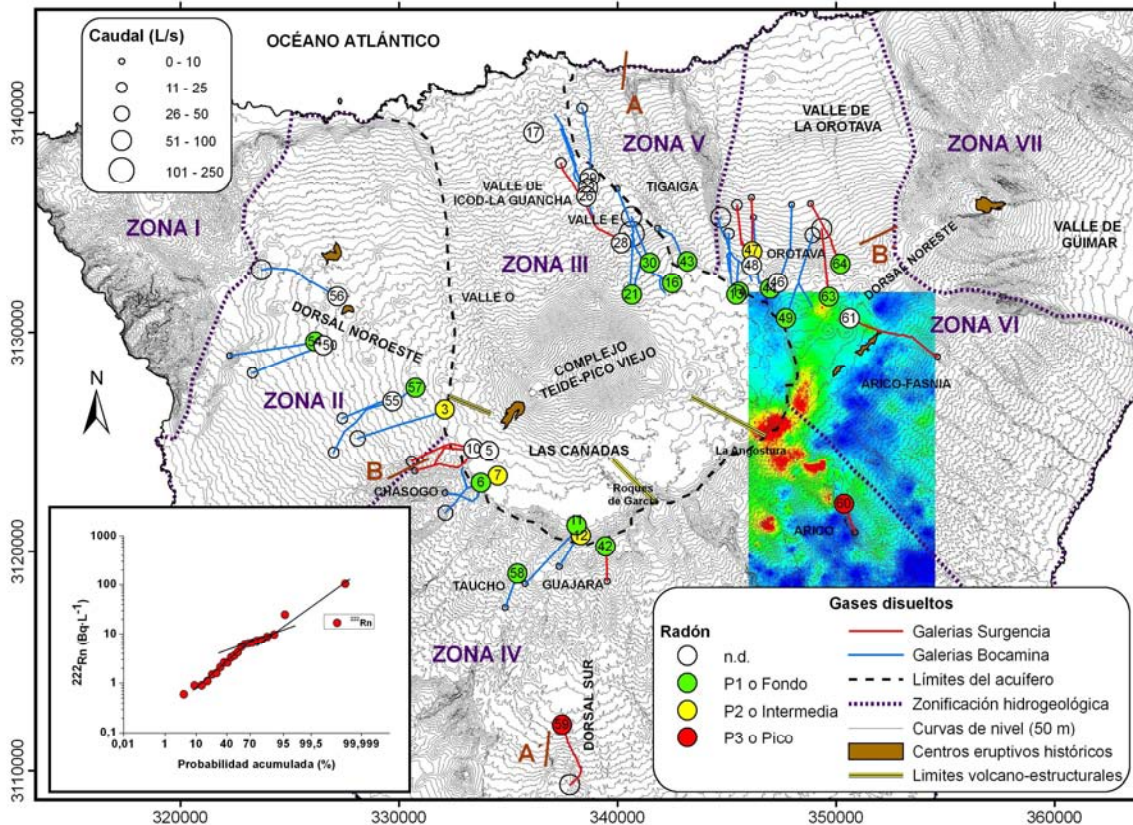 Caudal (L/s)
0 - 10
11 - 25
26 - 50
51 - 100
101 - 250
OCÉANO ATLÁNTICO
3140000
3130000
3120000
3110000
320000
330000
340000
350000
360000
A
ZONA V
VALLE DE
LA OROTAVA
ZONA VII
17
VALLE DE
ICOD-LA GUANCHA
TIGAIGA
26
VALLE E
28
ZONA I
ZONA III
VALLE O
30
43
16
21
47
48
OROTAVA
46
64
B
49
63
61
VALLE DE
GÜIMAR
DORSAL NORESTE
ZONA VI
ARICO-FASNIA
56
DORSAL NOROESTE
54
50
57
55
3
ZONA II
COMPLEJO
TEIDE-PICO VIEJO
N
LAS CAÑADAS
10
5
B
6
7
CHASOGO
La Angostura
Roques
de García
60
ARICO
11
12
42
58
TAUCHO
GUAJARA
ZONA IV
59
A´
DORSAL SUR
222Rn (Bq·L-1)
1000
100
10
1
0,1
222Rn
0,01
1
10
40
70
95
99,5
99,999
Probabilidad acumulada (%)
Gases disueltos
Radón
n.d.
P1 o Fondo
P2 o Intermedia
P3 o Pico
Galerias Surgencia
Galerias Bocamina
Límites del acuífero
Zonificación hidrogeológica
Curvas de nivel (50 m)
Centros eruptivos históricos
Limites volcano-estructurales